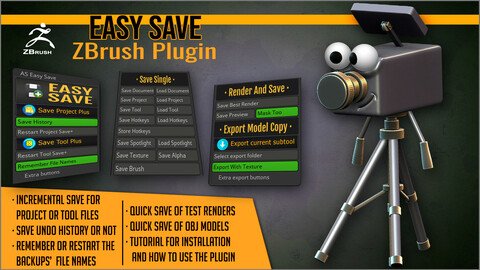 EASY SAVE
ZBrush Plugin
ZBRUSH
AS Easy Save
EASY SAVE
Save Project Plus
Save History
Restart Project Save+
Save Tool Plus
Restart Tool Save+
Remember File Names
Extra buttons
• Save Single •
Save Document Load Document
Save Project Load Project
Save Tool Load Tool
Save Hotkeys Load Hotkeys
Store Hotkeys
Save Spotlight Load Spotlight
Save Texture Save Alpha
Save Brush
• Render And Save •
Save Best Render
Save Preview Mask Too
• Export Model Copy •
Export current subtool
Select export folder
Export With Texture
Extra export buttons
• INCREMENTAL SAVE FOR
PROJECT OR TOOL FILES
• SAVE UNDO HISTORY OR NOT
• REMEMBER OR RESTART THE
BACKUPS' FILE NAMES
• QUICK SAVE OF TEST RENDERS
• QUICK SAVE OF OBJ MODELS
• TUTORIAL FOR INSTALLATION
AND HOW TO USE THE PLUGIN